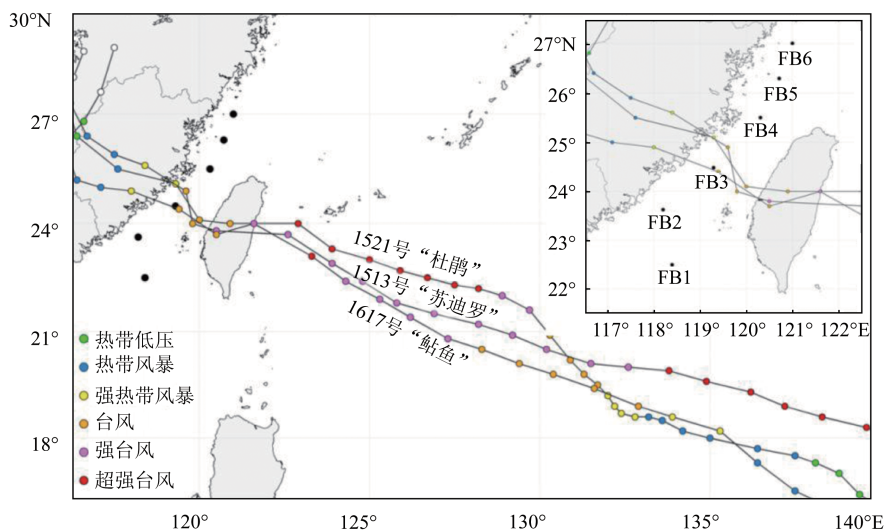 30°N
27°
24°
21°
18°
120°
125°
130°
135°
140°E
1521号“杜鹃”
1513号“苏迪罗”
1617号“鲇鱼”
热带低压
热带风暴
强热带风暴
台风
强台风
超强台风
27°N
26°
25°
24°
23°
22°
117°
118°
119°
120°
121°
122°E
FB6
FB5
FB4
FB3
FB2
FB1